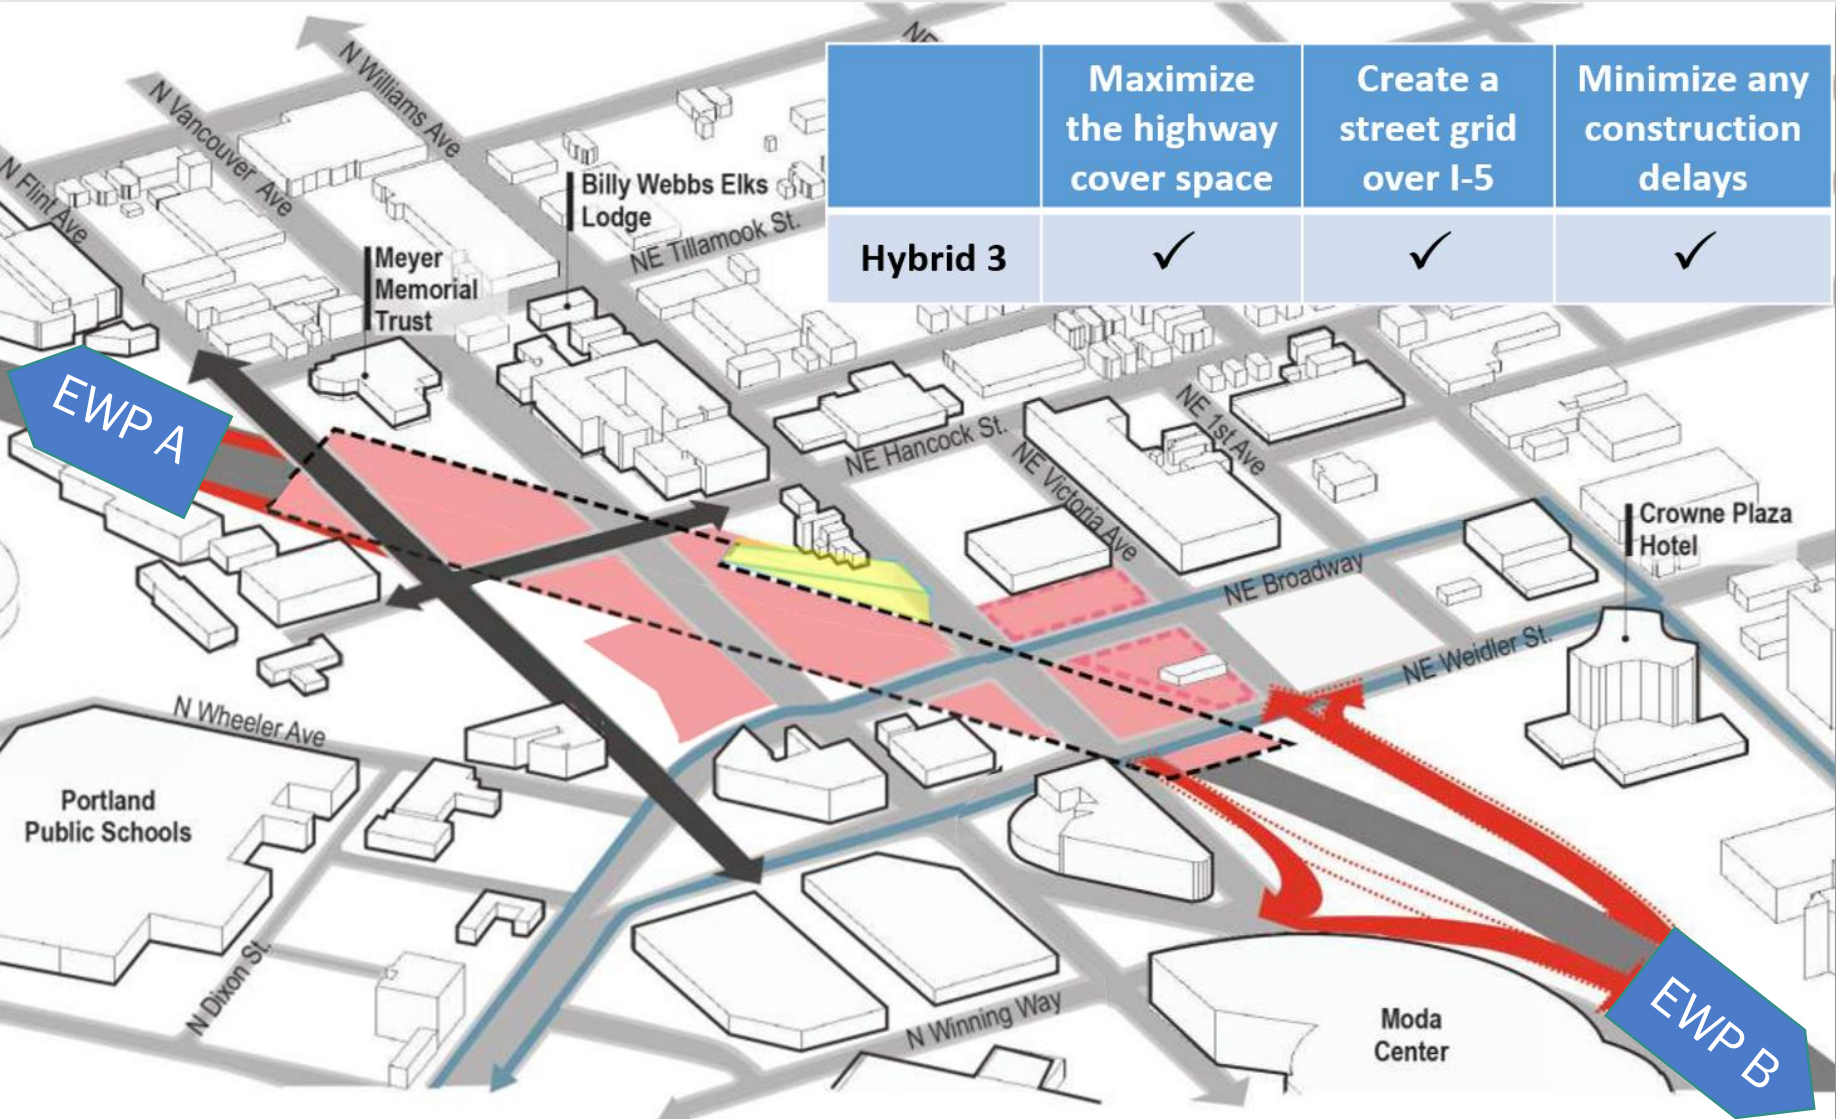 Maximize
the highway
cover space
Create a
street grid
over I-5
Minimize any
construction
delays
Hybrid 3
✓
✓
✓
NE
N Williams Ave
N Vancouver Ave
N Flint Ave
Billy Webbs Elks
Lodge
NE Tillamook St.
Meyer
Memorial
Trust
EWP A
NE Hancock St.
NE Victoria Ave
NE 1st Ave
NE Broadway
Crowne Plaza
Hotel
NE Weidler St.
N Wheeler Ave
Portland
Public Schools
N Dixon St.
N Winning Way
Moda
Center
EWP B